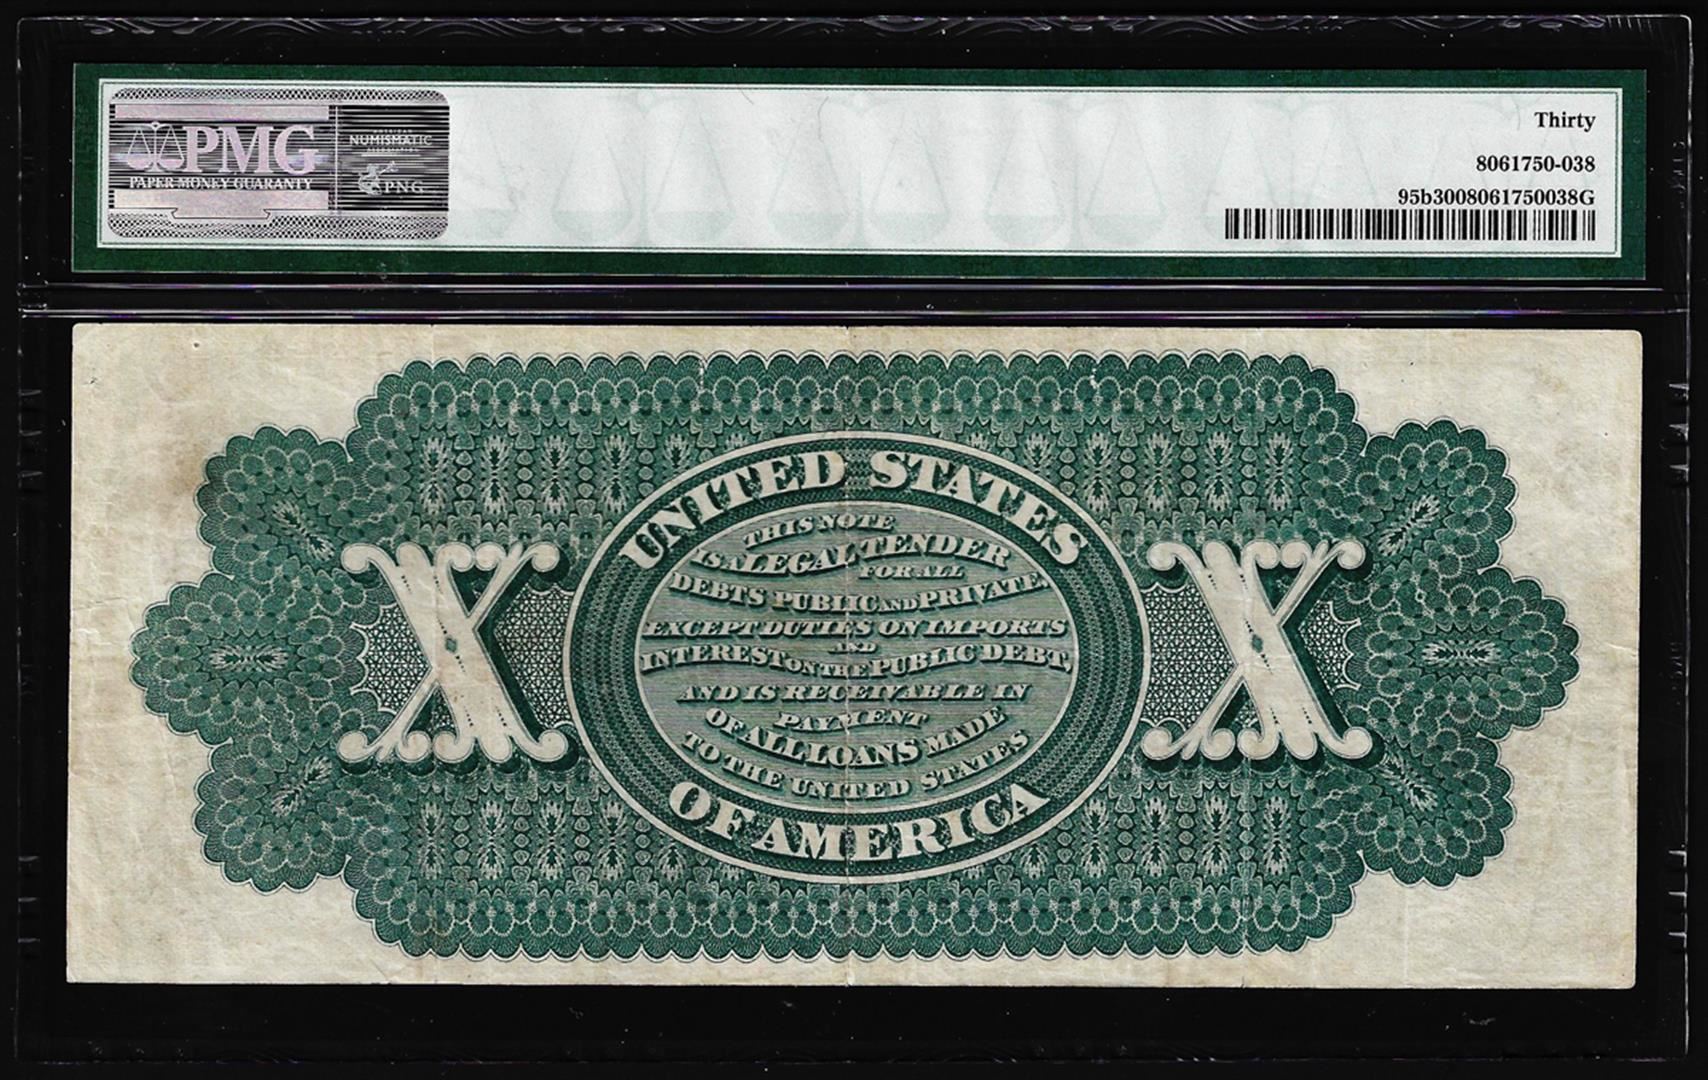 PMG
PAPER MONEY GUARANTY
AMERICAN
NUMISMATIC
ASSOCIATION
PNG
Thirty
8061750-038
95b3008061750038G
UNITED STATES
THIS NOTE
IS A LEGAL TENDER
FOR ALL
DEBTS PUBLIC AND PRIVATE,
EXCEPT DUTIES ON IMPORTS
AND
INTEREST ON THE PUBLIC DEBT,
AND IS RECEIVABLE IN
PAYMENT
OF ALL LOANS MADE
TO THE UNITED STATES
OF AMERICA
X
X